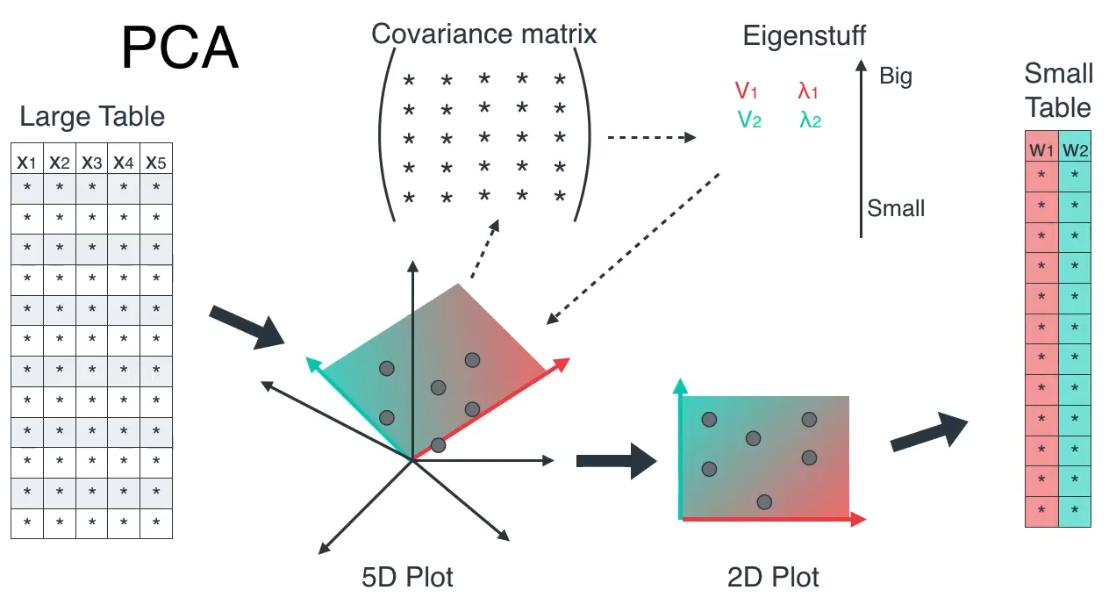 PCA
Covariance matrix
* * * * *
* * * * *
* * * * *
* * * * *
* * * * *
Eigenstuff
V1 λ1
V2 λ2
Big
Small
Large Table
X1 X2 X3 X4 X5
* * * * *
* * * * *
* * * * *
* * * * *
* * * * *
* * * * *
* * * * *
* * * * *
* * * * *
* * * * *
* * * * *
* * * * *
5D Plot
2D Plot
Small
Table
W1 W2
* *
* *
* *
* *
* *
* *
* *
* *
* *
* *
* *
* *